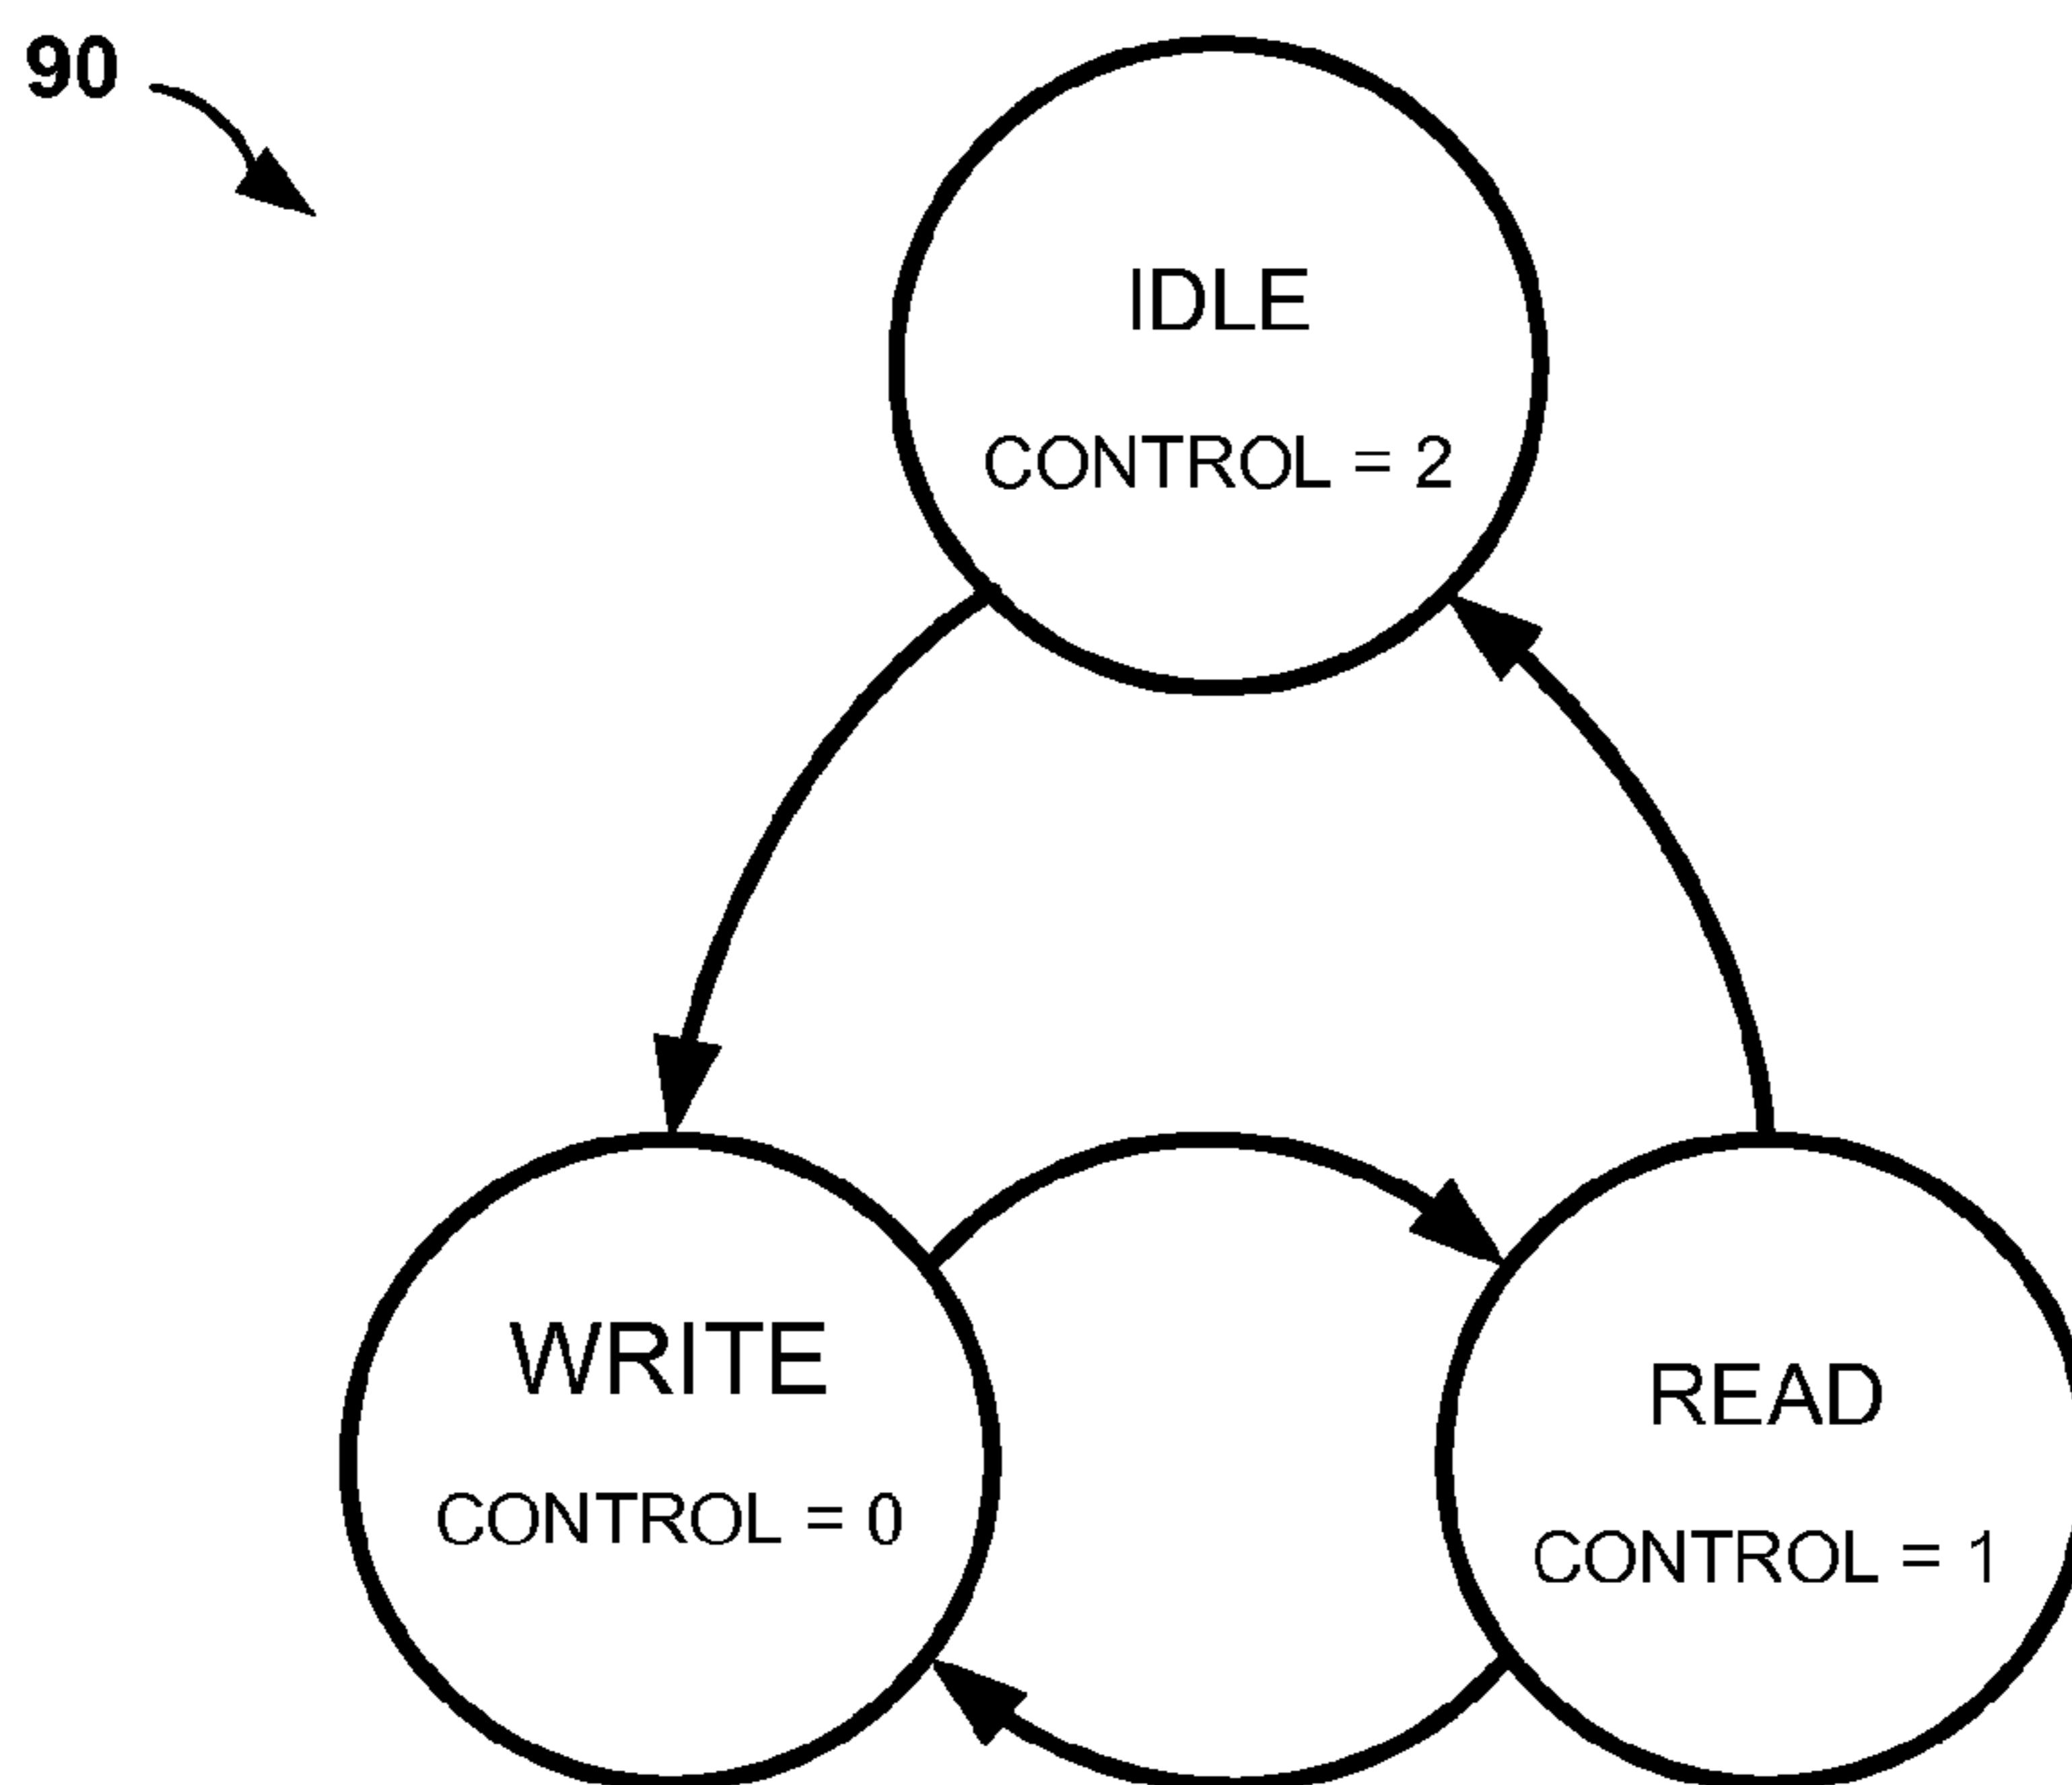 90
IDLE
CONTROL = 2
WRITE
CONTROL = 0
READ
CONTROL = 1